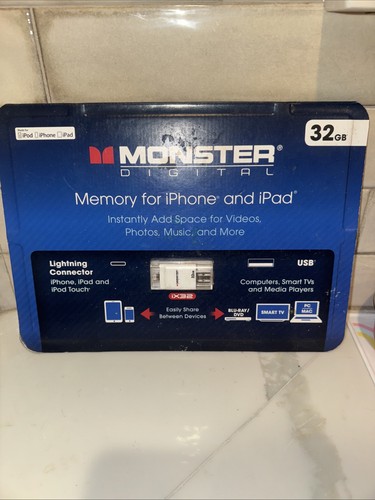 Made for
iPod iPhone iPad
32GB
MONSTER®
DIGITAL
Memory for iPhone® and iPad®
Instantly Add Space for Videos,
Photos, Music, and More
Lightning
Connector
iPhone, iPad and
iPod Touch®
iX32
Easily Share
Between Devices
USB®
Computers, Smart TVs
and Media Players
BLU-RAY/
DVD
SMART TV
PC
MAC